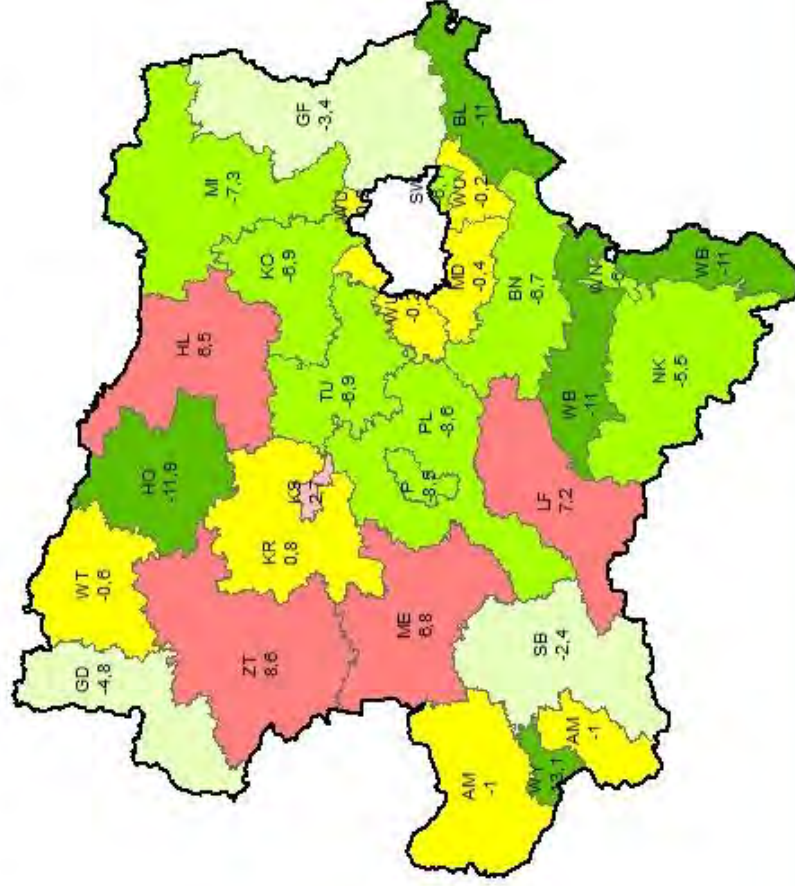 GF
-3,4
MI
-7,3
BL
-11
KO
-6,9
HL
6,5
WU
-0,2
MD
-0,4
BN
-6,7
WB
-11
TU
-6,9
HO
-11,9
PL
-8,6
P
WB
-11
NK
-5,5
WT
-0,6
KR
0,8
LF
7,2
GD
-4,8
ZT
8,6
ME
6,8
SB
-2,4
AM
-1
AM
-1